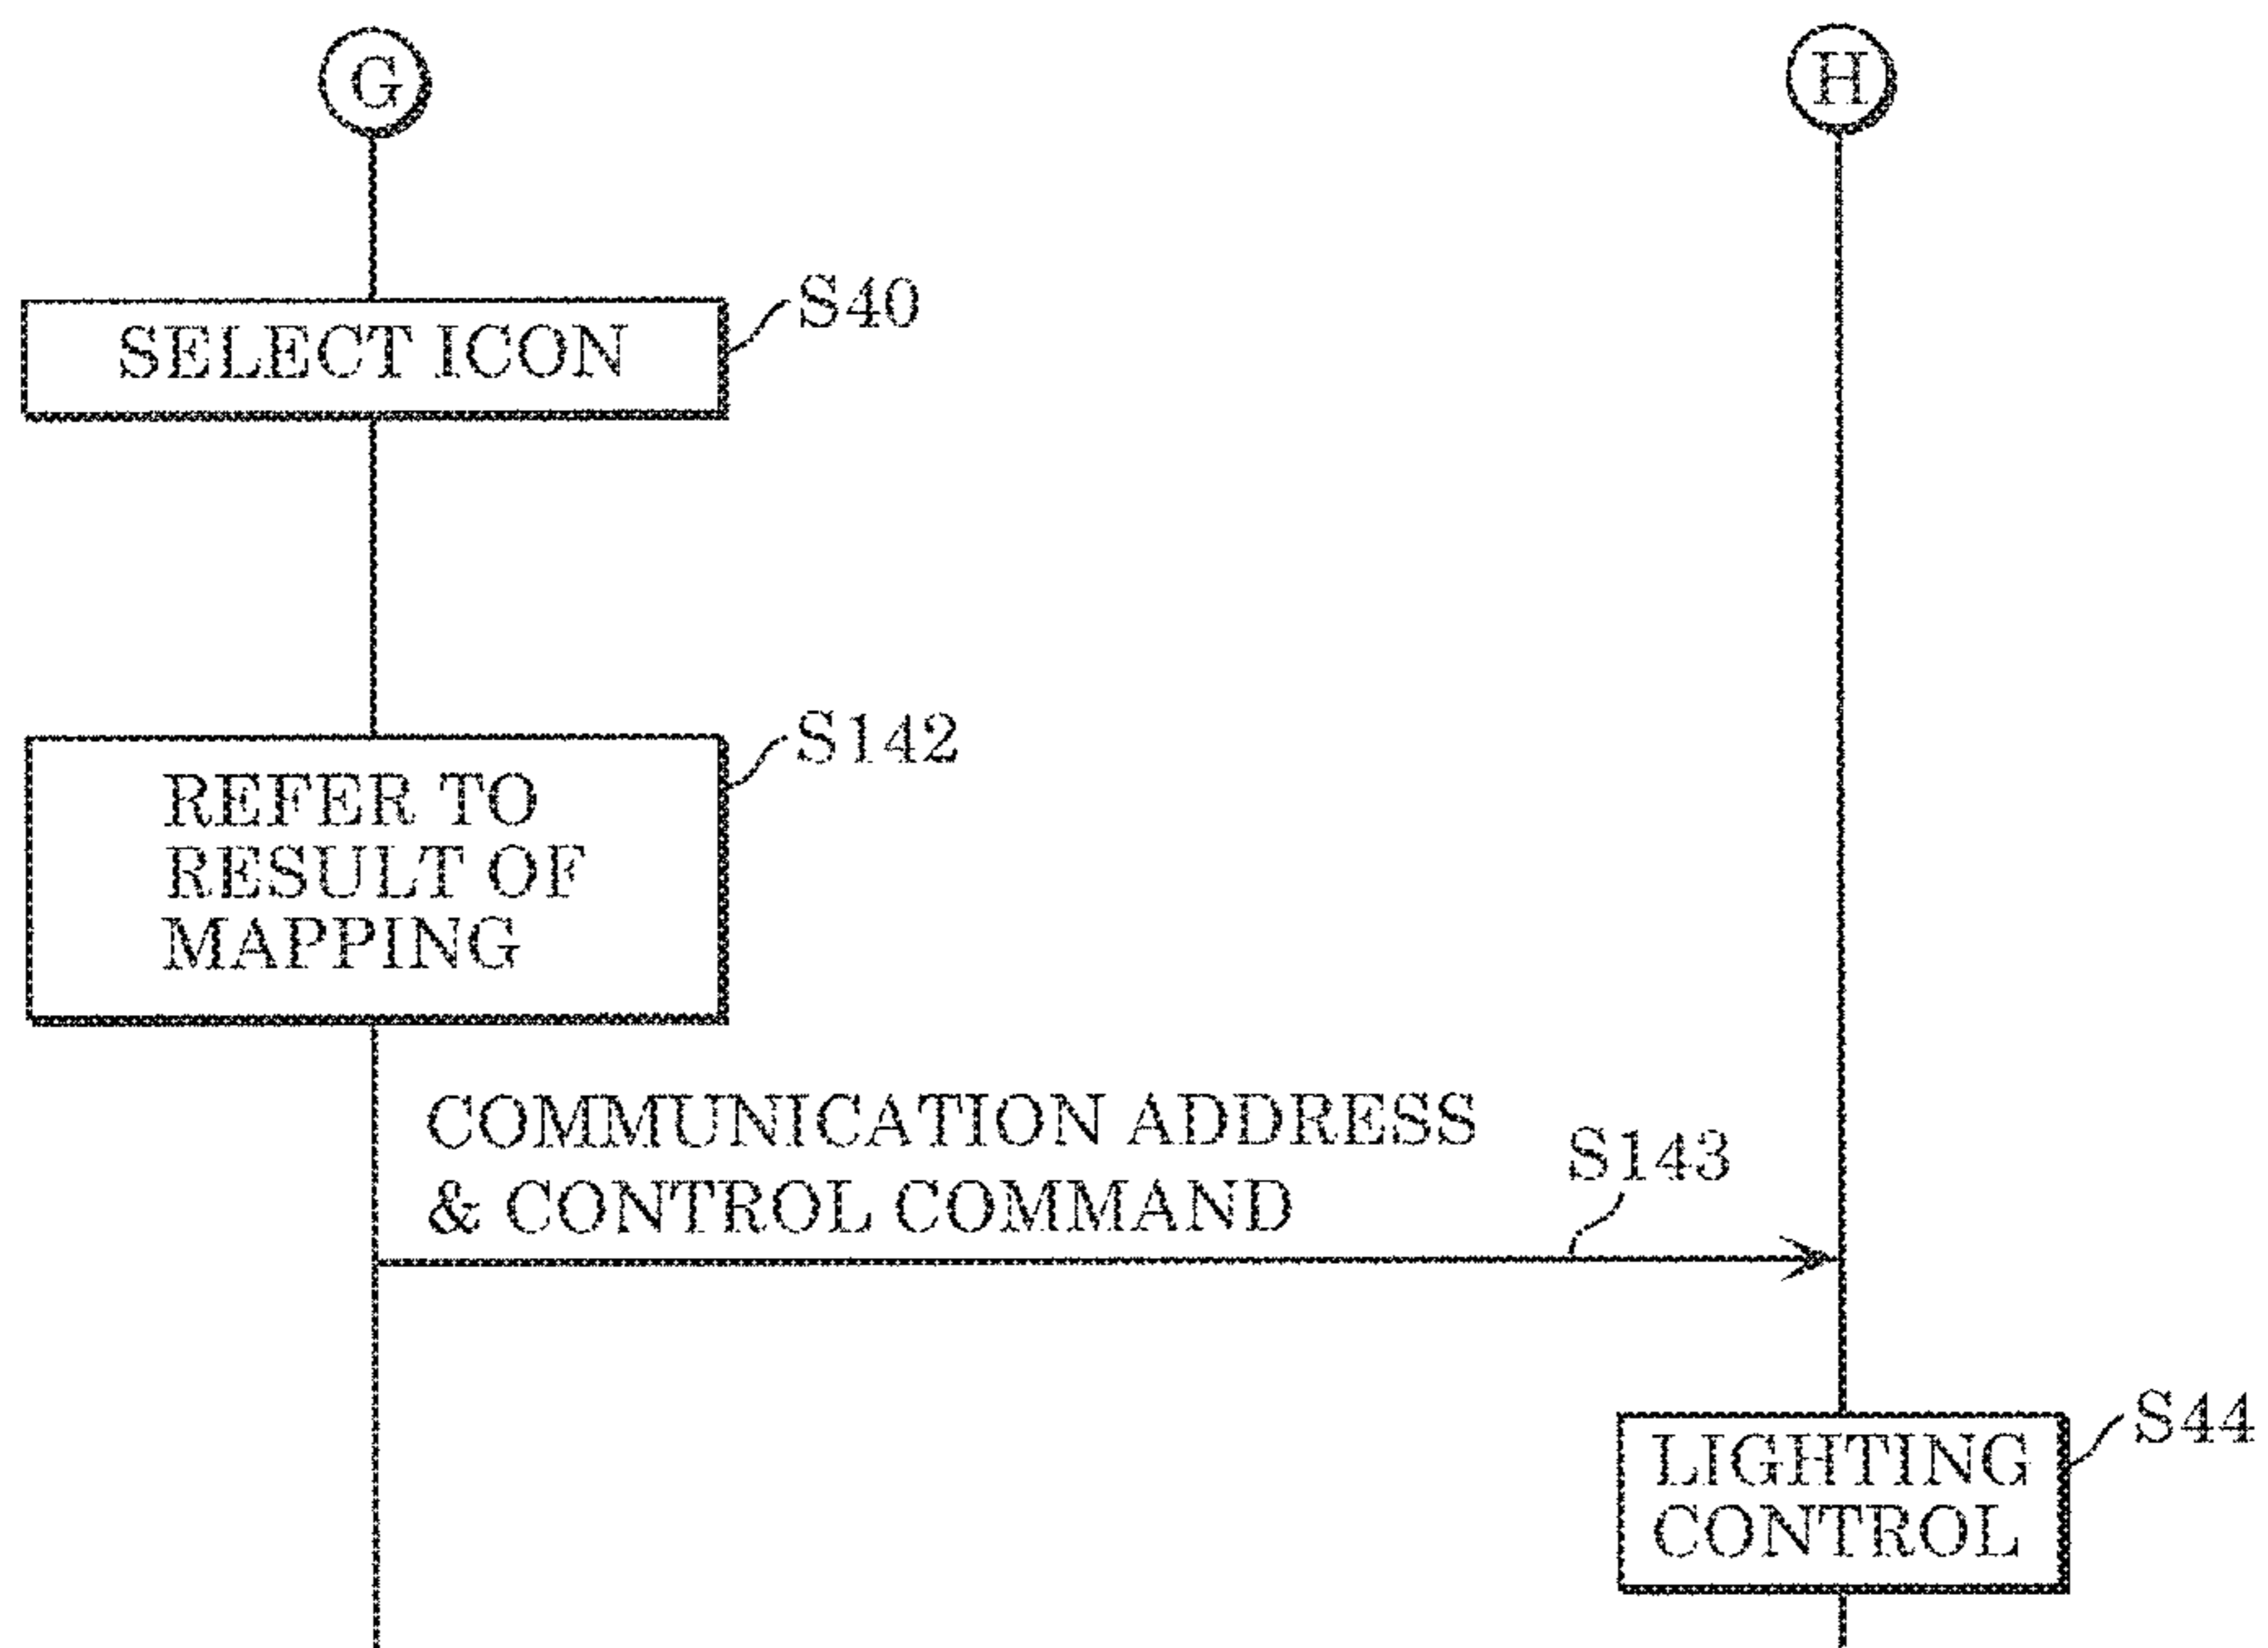 G
H
SELECT ICON
S40
REFER TO
RESULT OF
MAPPING
S142
COMMUNICATION ADDRESS
& CONTROL COMMAND
S143
LIGHTING
CONTROL
S44